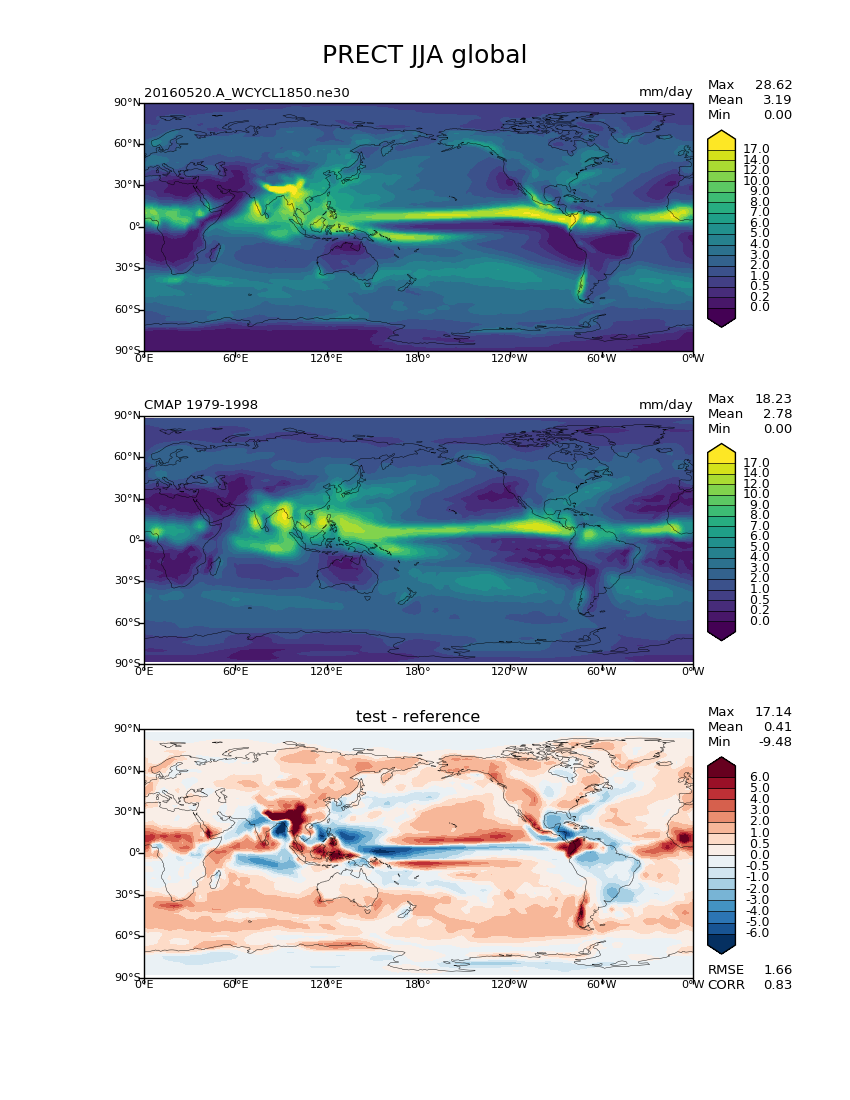 PRECT JJA global
20160520.A_WCYCL1850.ne30
mm/day
Max 28.62
Mean 3.19
Min 0.00
90°N
60°N
30°N
0°
30°S
60°S
90°S
0°E 60°E 120°E 180° 120°W 60°W 0°W
17.0
14.0
12.0
10.0
9.0
8.0
7.0
6.0
5.0
4.0
3.0
2.0
1.0
0.5
0.2
0.0
CMAP 1979-1998
mm/day
Max 18.23
Mean 2.78
Min 0.00
90°N
60°N
30°N
0°
30°S
60°S
90°S
0°E 60°E 120°E 180° 120°W 60°W 0°W
17.0
14.0
12.0
10.0
9.0
8.0
7.0
6.0
5.0
4.0
3.0
2.0
1.0
0.5
0.2
0.0
test - reference
Max 17.14
Mean 0.41
Min -9.48
90°N
60°N
30°N
0°
30°S
60°S
90°S
0°E 60°E 120°E 180° 120°W 60°W 0°W
6.0
5.0
4.0
3.0
2.0
1.0
0.5
0.0
-0.5
-1.0
-2.0
-3.0
-4.0
-5.0
-6.0
RMSE 1.66
CORR 0.83